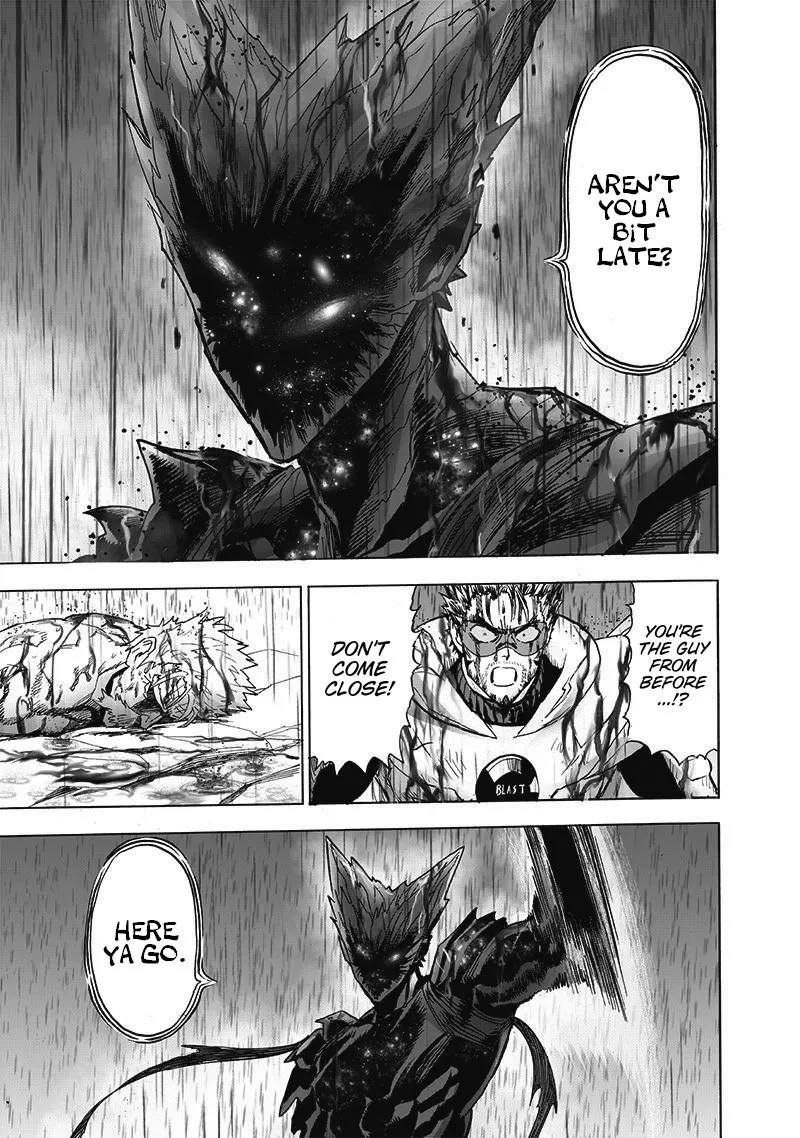 AREN'T
YOU A
BiT
LATE?
YOU'RE
THE GUY
FROM
BEFORE
...!?
DON'T
COME
CLOSE!
BLAST
HERE
YA GO.